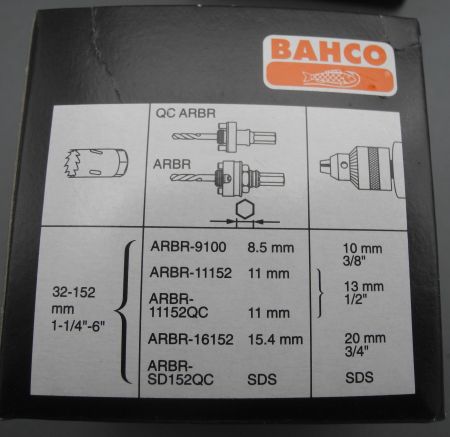 BAHCO
QC ARBR
ARBR
ARBR-9100 8.5 mm 10 mm
3/8"
ARBR-11152 11 mm 13 mm
1/2"
ARBR-
11152QC 11 mm
32-152
mm
1-1/4"-6"
ARBR-16152 15.4 mm 20 mm
3/4"
ARBR-
SD152QC SDS SDS